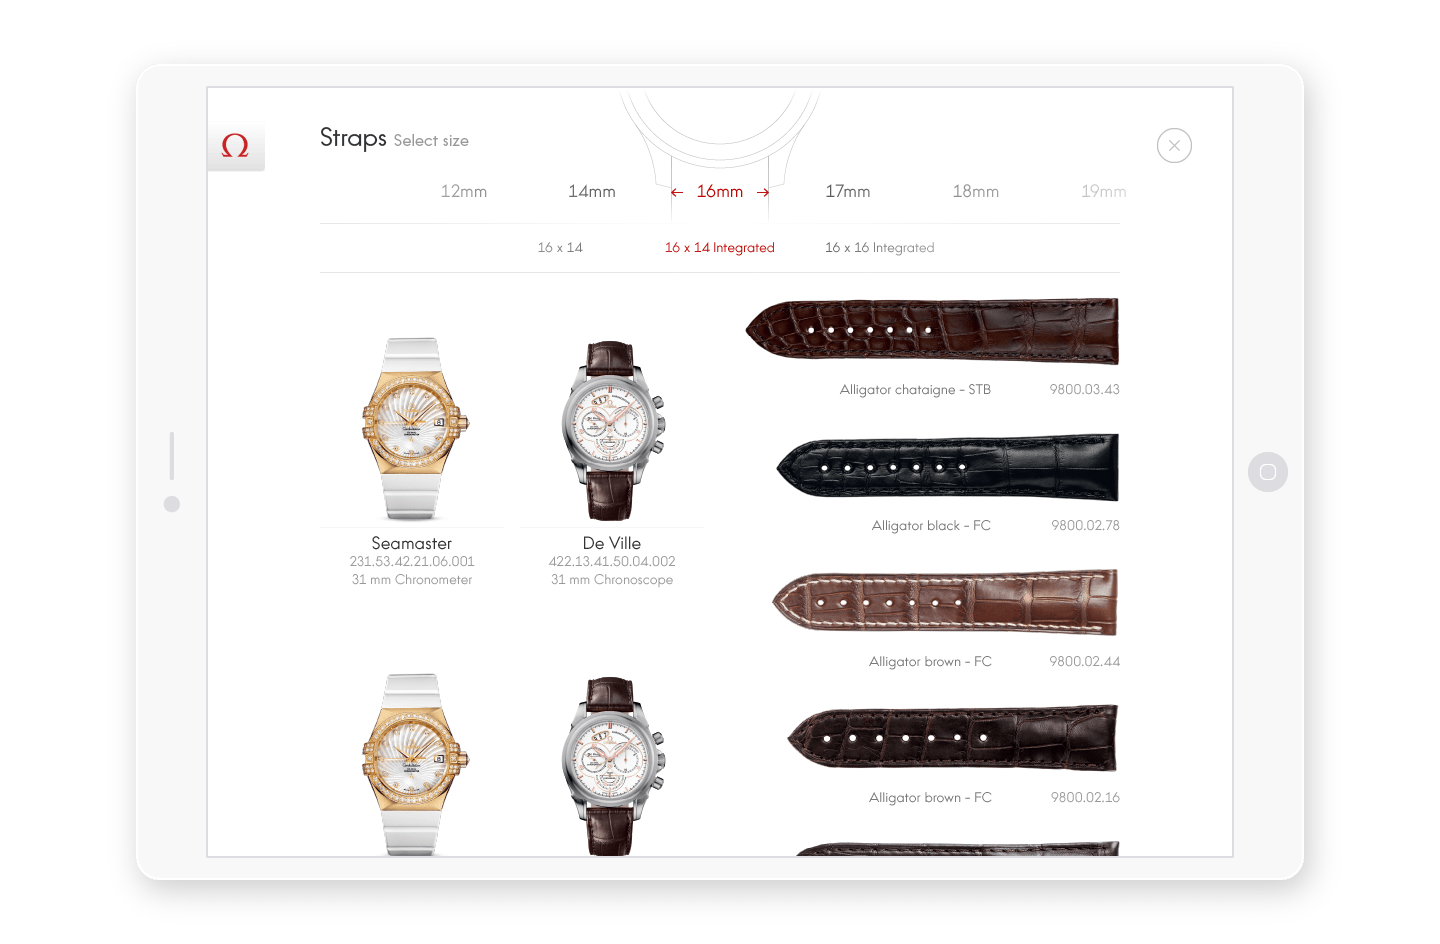 Ω
Straps Select size
12mm 14mm 16mm 17mm 18mm 19mm
16 x 14 16 x 14 Integrated 16 x 16 Integrated
Alligator chataigne - STB 9800.03.43
Alligator black - FC 9800.02.78
Seamaster
231.53.42.21.06.001
31 mm Chronometer
De Ville
422.13.41.50.04.002
31 mm Chronoscope
Alligator brown - FC 9800.02.44
Alligator brown - FC 9800.02.16